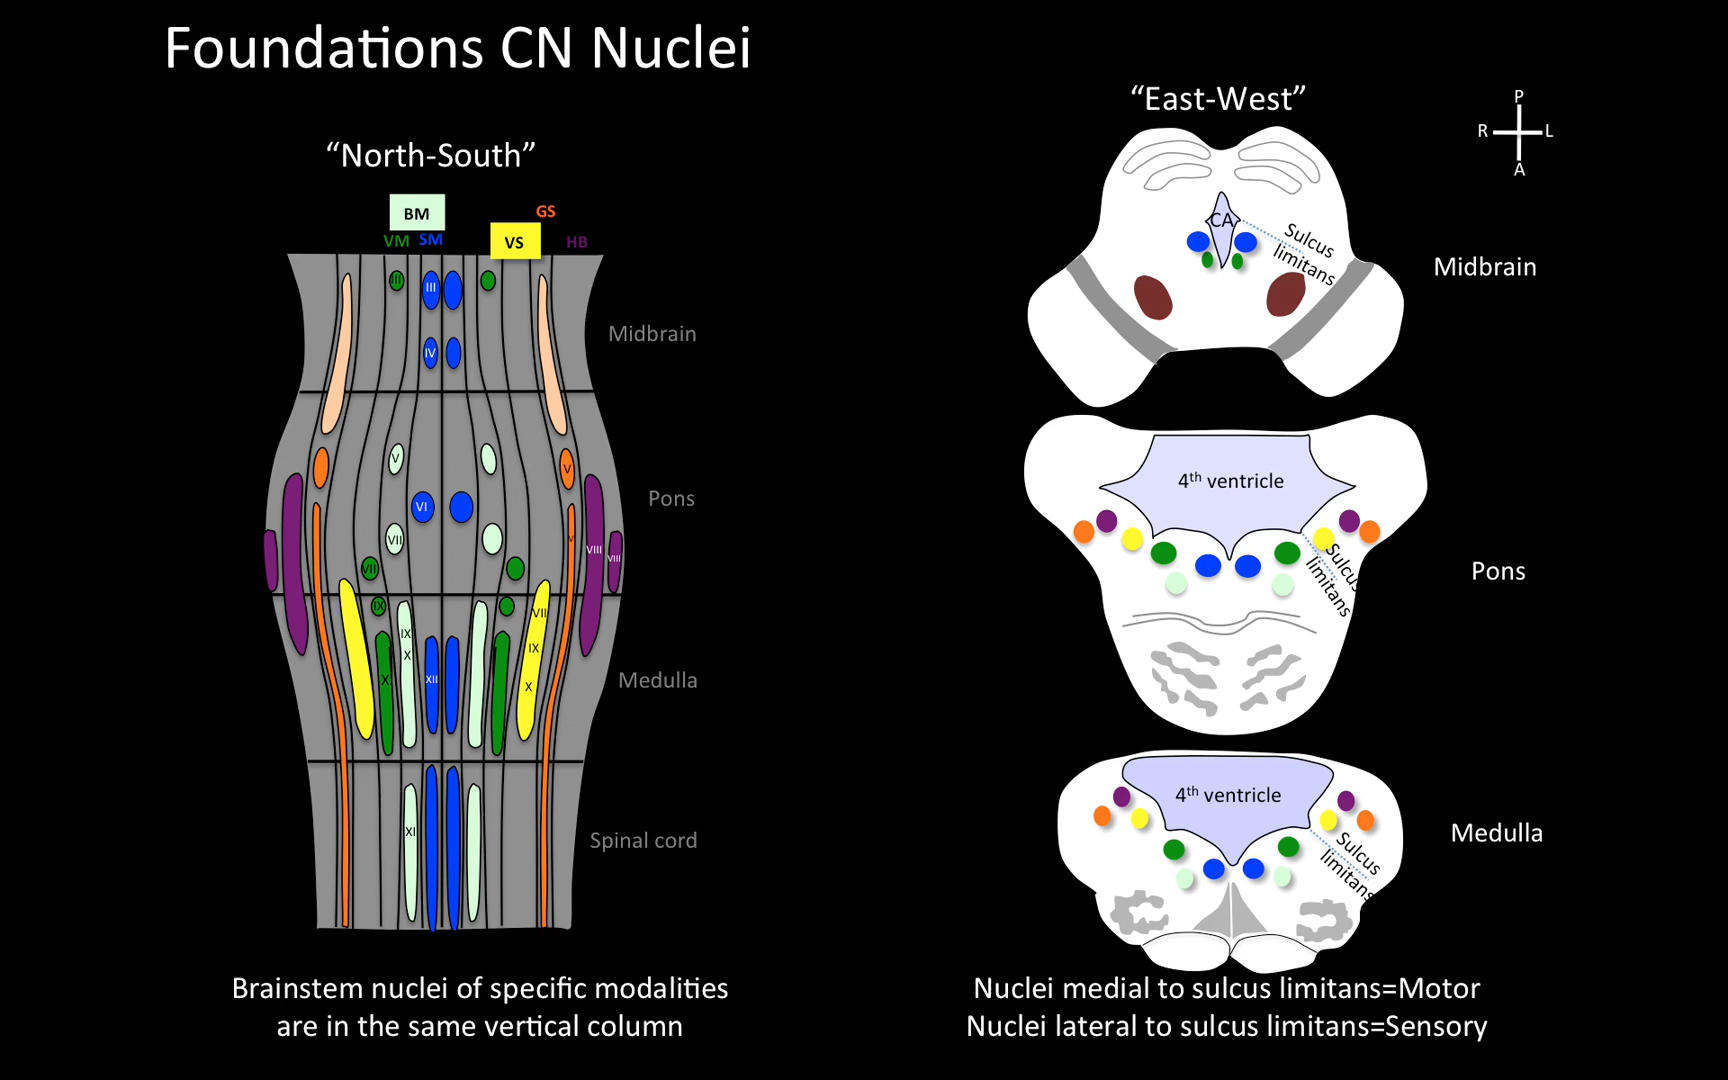 Foundations CN Nuclei
“North-South”
BM
GS
VM
SM
VS
HB
III
III
IV
Midbrain
V
V
VI
Pons
VII
V
VIII
VIII
VII
IX
VII
IX
X
IX
X
XII
X
Medulla
XI
Spinal cord
Brainstem nuclei of specific modalities
are in the same vertical column
“East-West”
P
R
L
A
CA
Sulcus
limitans
Midbrain
4th ventricle
Sulcus
limitans
Pons
4th ventricle
Sulcus
limitans
Medulla
Nuclei medial to sulcus limitans=Motor
Nuclei lateral to sulcus limitans=Sensory